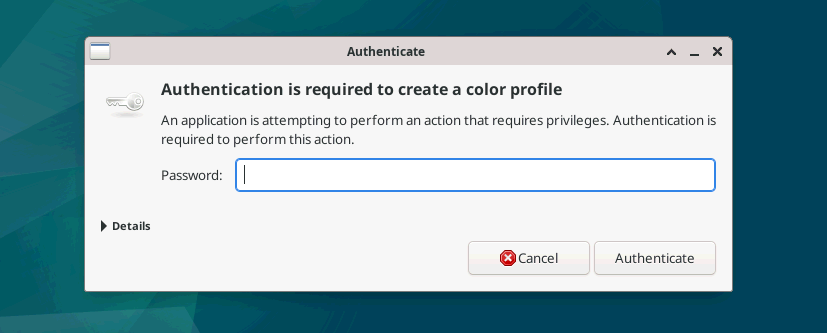 Authenticate
Authentication is required to create a color profile
An application is attempting to perform an action that requires privileges. Authentication is
required to perform this action.
Password:
Details
Cancel
Authenticate